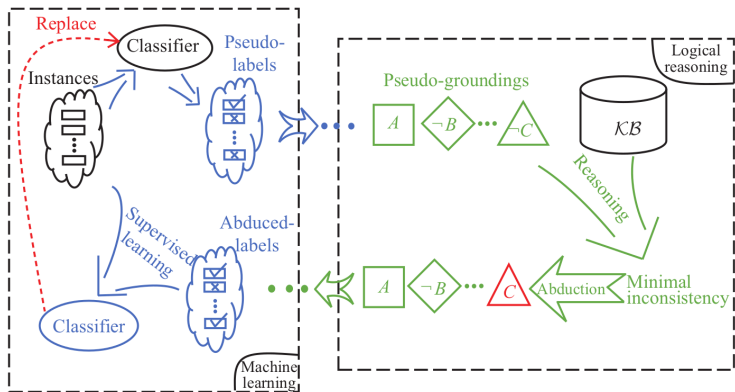 Replace
Classifier
Pseudo-
labels
Instances
Supervised
learning
Abduced-
labels
Classifier
Machine
learning
Logical
reasoning
Pseudo-groundings
A
¬B
¬C
KB
Reasoning
A
¬B
C
Abduction
Minimal
inconsistency